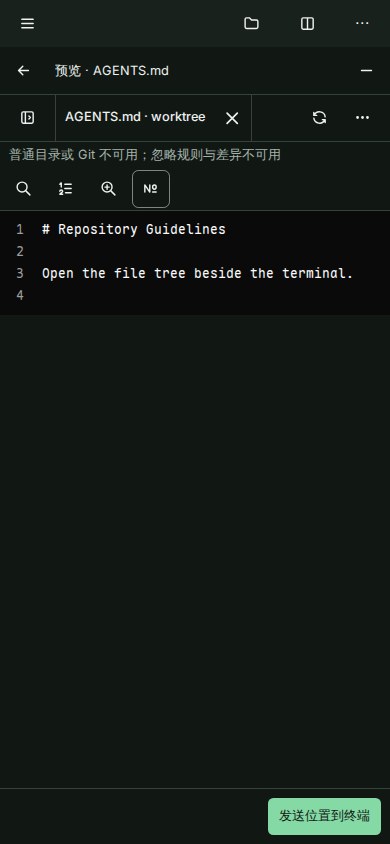 预览 · AGENTS.md
AGENTS.md · worktree
普通目录或 Git 不可用；忽略规则与差异不可用
№
1 # Repository Guidelines
2
3 Open the file tree beside the terminal.
4
发送位置到终端